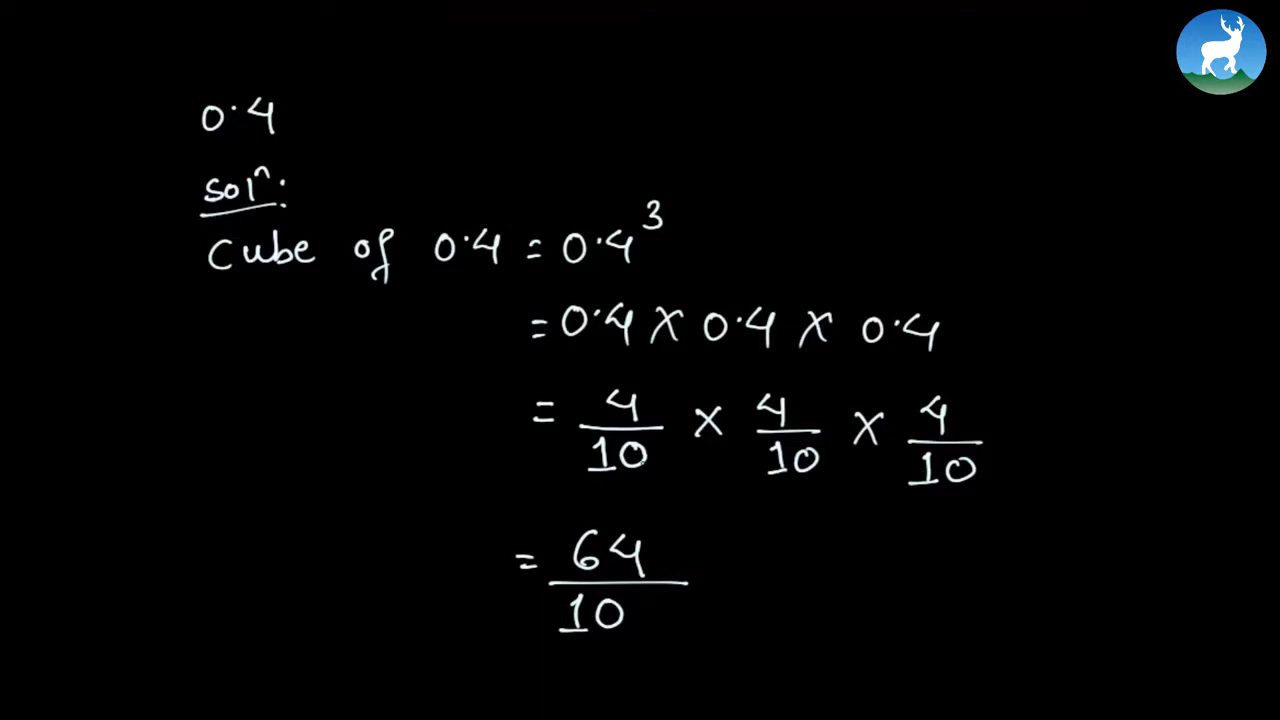 0.4
Solⁿ:
Cube of 0.4 = 0.4³
= 0.4 × 0.4 × 0.4
= 4/10 × 4/10 × 4/10
= 64/10